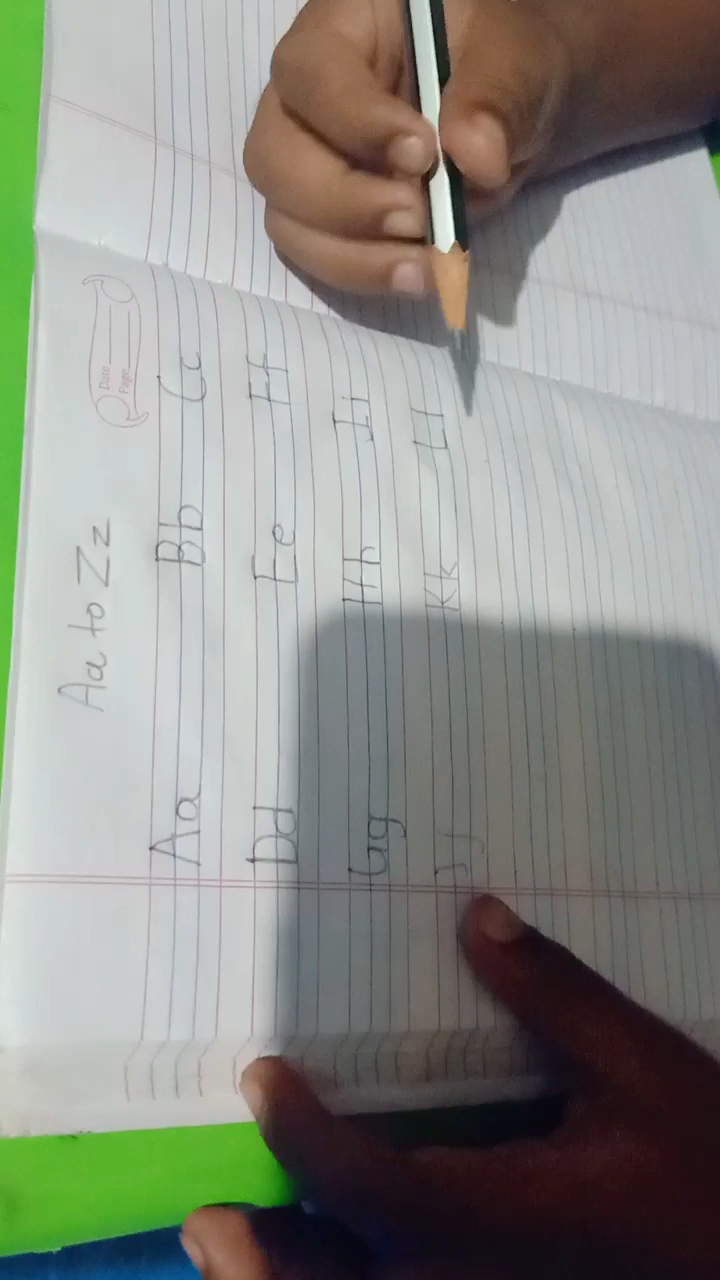 Date
Page
Aa to Zz
Aa Bb Cc
Dd Ee Ff
Gg Hh Ii
Jj Kk Ll